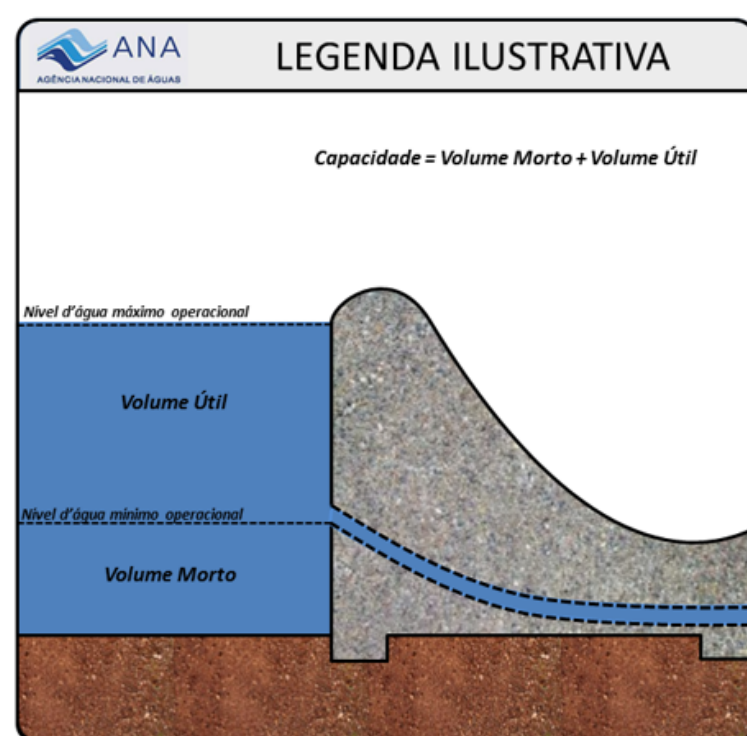 ANA
AGÊNCIA NACIONAL DE ÁGUAS
LEGENDA ILUSTRATIVA
Capacidade = Volume Morto + Volume Útil
Nível d'água máximo operacional
Volume Útil
Nível d'água mínimo operacional
Volume Morto